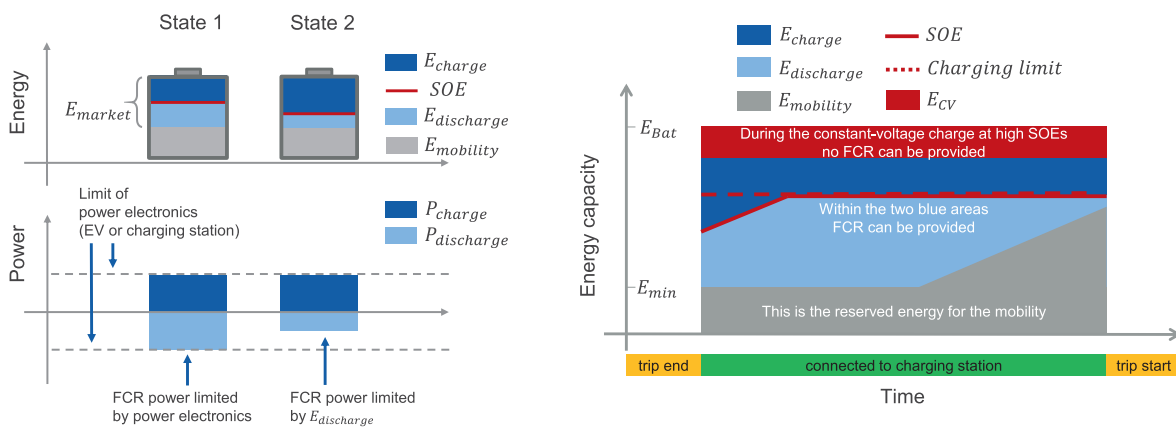 State 1
State 2
Energy
E_market
E_charge
SOE
E_discharge
E_mobility
Limit of
power electronics
(EV or charging station)
Power
P_charge
P_discharge
FCR power limited
by power electronics
FCR power limited
by E_discharge
E_charge
SOE
E_discharge
Charging limit
E_mobility
E_CV
Energy capacity
E_Bat
During the constant-voltage charge at high SOEs
no FCR can be provided
Within the two blue areas
FCR can be provided
E_min
This is the reserved energy for the mobility
trip end
connected to charging station
trip start
Time